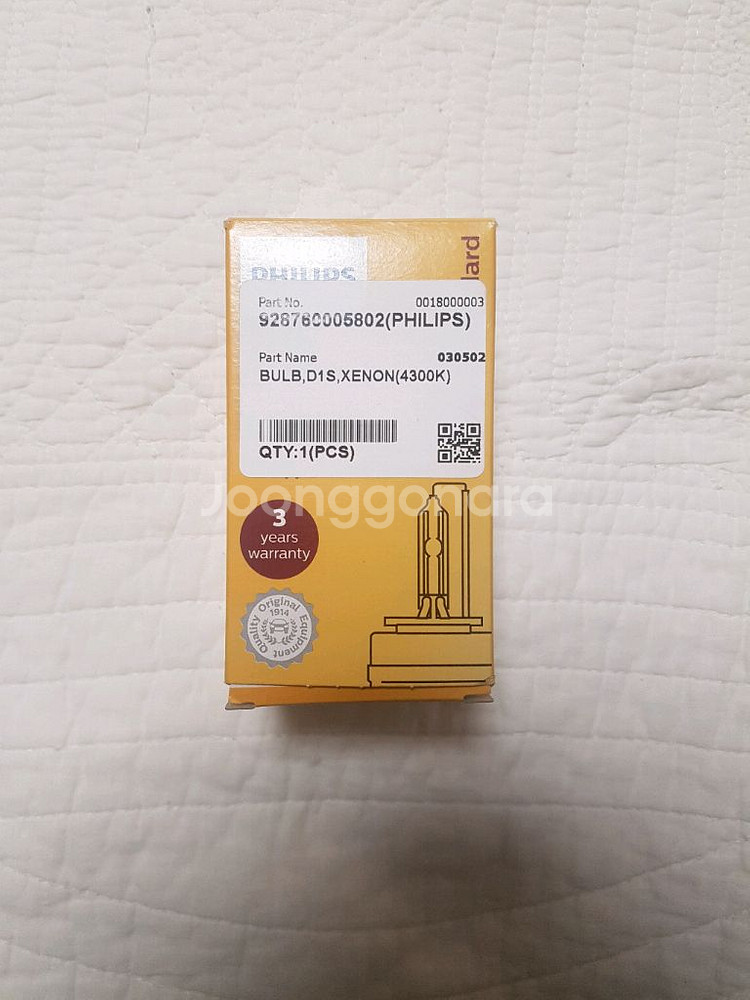 PHILIPS
dard
Part No.
0018000003
928760005802(PHILIPS)
Part Name
030502
BULB,D1S,XENON(4300K)
QTY:1(PCS)
Joonggonara
3
years
warranty
Original
Equipment
Quality
1914